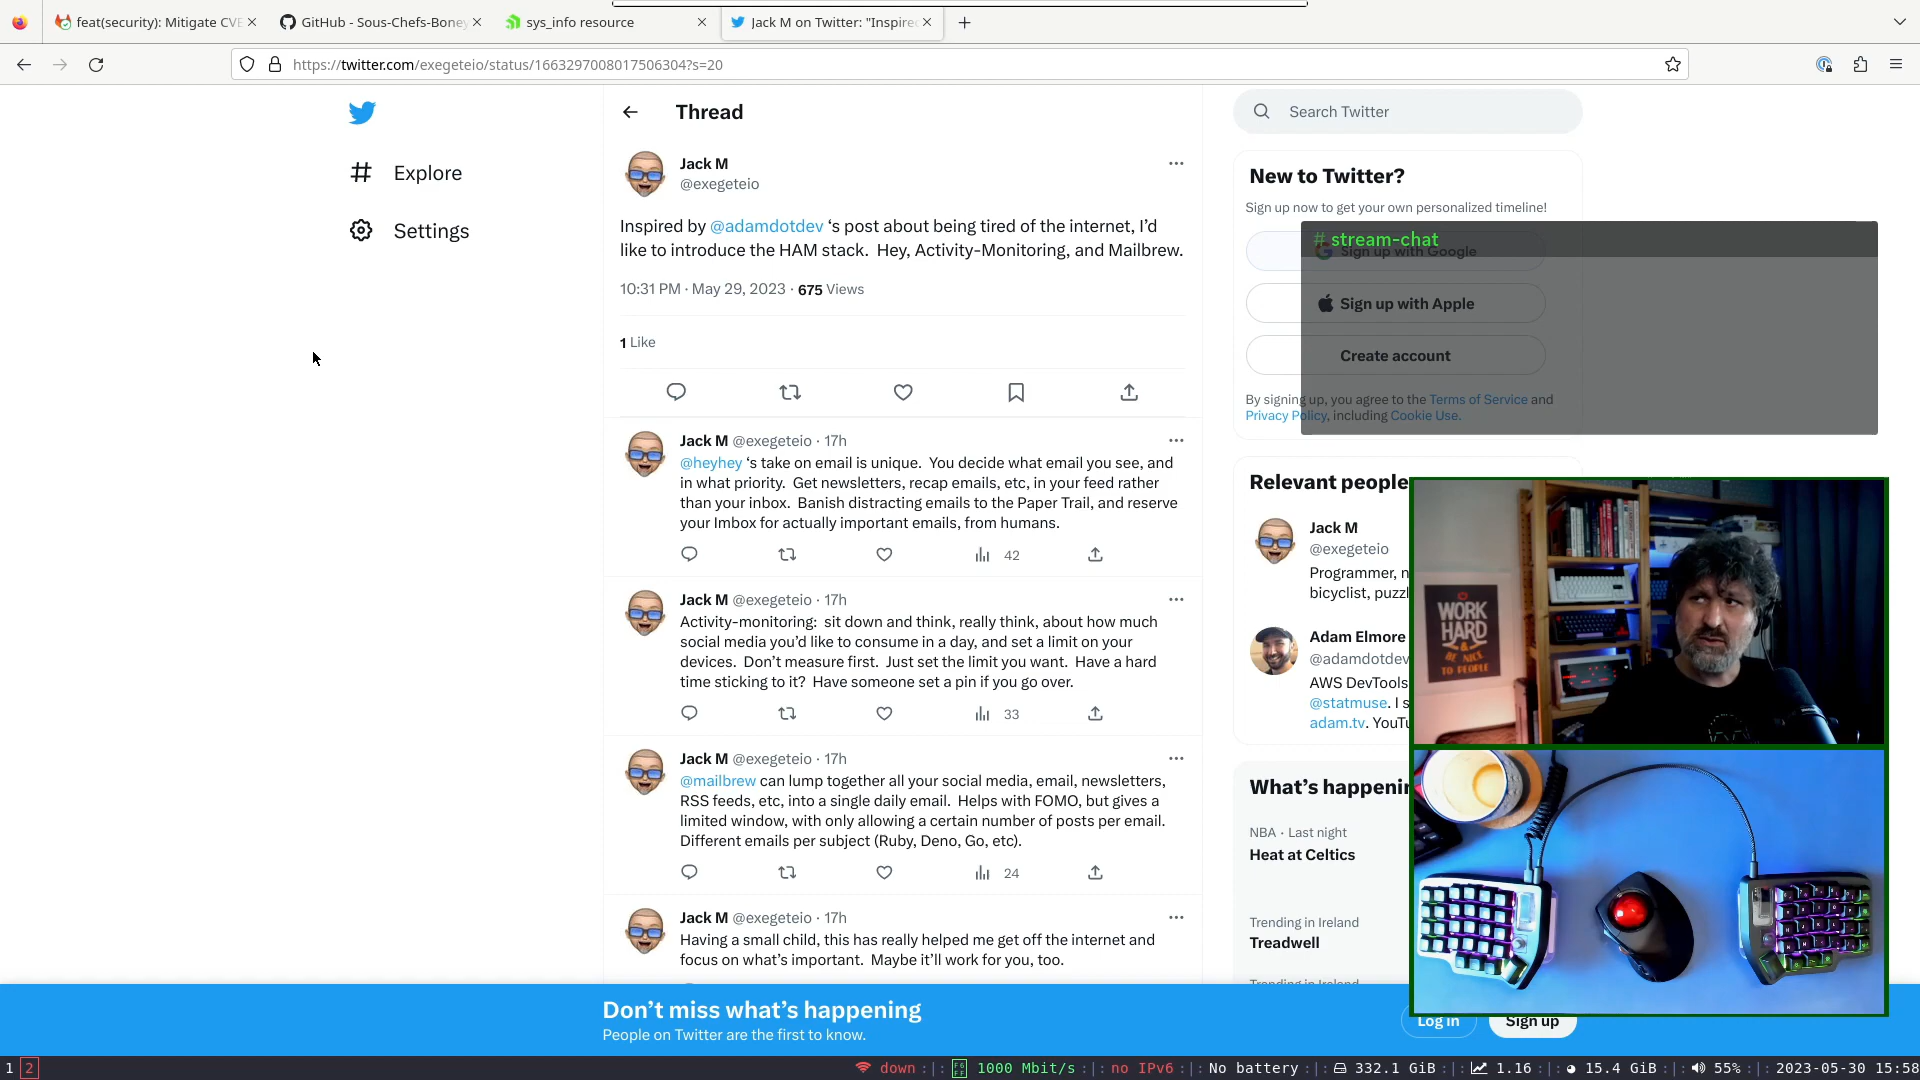 feat(security): Mitigate CVE
GitHub - Sous-Chefs-Boney
sys_info resource
Jack M on Twitter: "Inspired
https://twitter.com/exegeteio/status/1663297008017506304?s=20
Explore
Settings
Thread
Jack M
@exegeteio
Inspired by @adamdotdev ‘s post about being tired of the internet, I’d
like to introduce the HAM stack.  Hey, Activity-Monitoring, and Mailbrew.
10:31 PM · May 29, 2023 · 675 Views
1 Like
Jack M @exegeteio · 17h
@heyhey ‘s take on email is unique.  You decide what email you see, and
in what priority.  Get newsletters, recap emails, etc, in your feed rather
than your inbox.  Banish distracting emails to the Paper Trail, and reserve
your Imbox for actually important emails, from humans.
42
Jack M @exegeteio · 17h
Activity-monitoring:  sit down and think, really think, about how much
social media you’d like to consume in a day, and set a limit on your
devices.  Don’t measure first.  Just set the limit you want.  Have a hard
time sticking to it?  Have someone set a pin if you go over.
33
Jack M @exegeteio · 17h
@mailbrew can lump together all your social media, email, newsletters,
RSS feeds, etc, into a single daily email.  Helps with FOMO, but gives a
limited window, with only allowing a certain number of posts per email.
Different emails per subject (Ruby, Deno, Go, etc).
24
Jack M @exegeteio · 17h
Having a small child, this has really helped me get off the internet and
focus on what’s important.  Maybe it’ll work for you, too.
Search Twitter
New to Twitter?
Sign up now to get your own personalized timeline!
# stream-chat
Sign up with Google
Sign up with Apple
Create account
By signing up, you agree to the Terms of Service and
Privacy Policy, including Cookie Use.
Relevant people
Jack M
@exegeteio
Programmer, n
bicyclist, puzzl
Adam Elmore
@adamdotdev
AWS DevTools
@statmuse. I s
adam.tv. YouTu
What’s happenin
NBA · Last night
Heat at Celtics
Trending in Ireland
Treadwell
Trending in Ireland
WORK
HARD
& BE NICE
TO PEOPLE
Don’t miss what’s happening
People on Twitter are the first to know.
Log in
Sign up
1 2
down :|: 1000 Mbit/s :|: no IPv6 :|: No battery :|: 332.1 GiB :|: 1.16 :|: 15.4 GiB :|: 55% :|: 2023-05-30 15:58